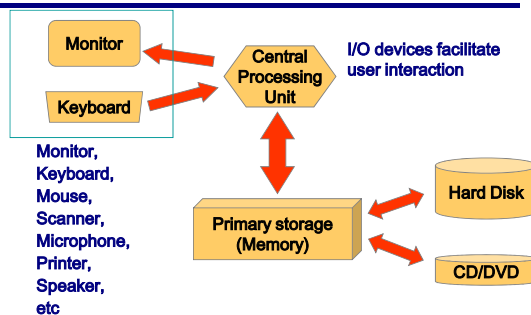 Monitor
Keyboard
Central
Processing
Unit
I/O devices facilitate
user interaction
Monitor,
Keyboard,
Mouse,
Scanner,
Microphone,
Printer,
Speaker,
etc
Primary storage
(Memory)
Hard Disk
CD/DVD